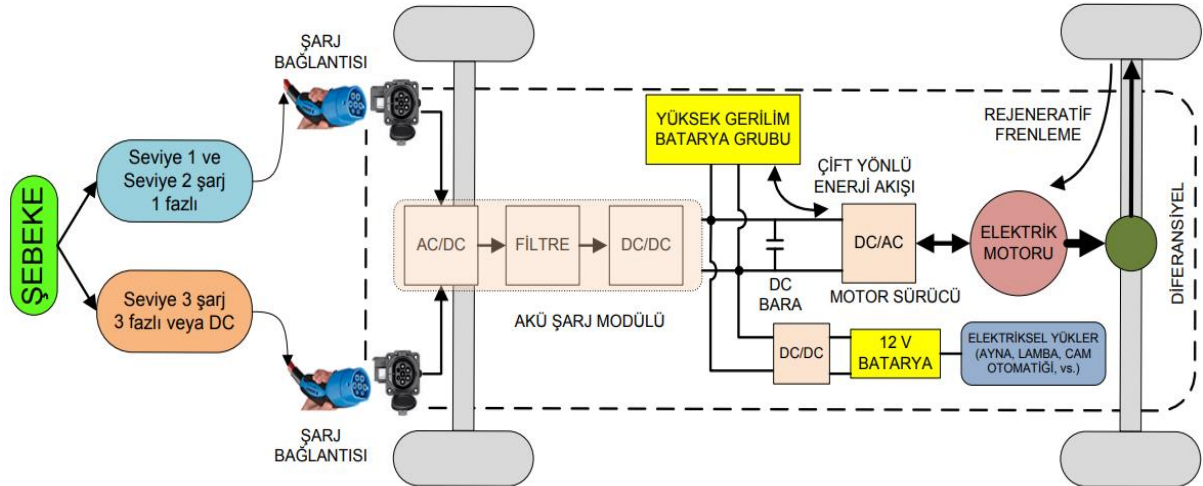 ŞEBEKE
Seviye 1 ve
Seviye 2 şarj
1 fazlı
Seviye 3 şarj
3 fazlı veya DC
ŞARJ
BAĞLANTISI
ŞARJ
BAĞLANTISI
AC/DC
FİLTRE
DC/DC
AKÜ ŞARJ MODÜLÜ
YÜKSEK GERİLİM
BATARYA GRUBU
ÇİFT YÖNLÜ
ENERJİ AKIŞI
DC
BARA
DC/AC
MOTOR SÜRÜCÜ
ELEKTRİK
MOTORU
REJENERATİF
FRENLEME
DİFERANSİYEL
DC/DC
12 V
BATARYA
ELEKTRİKSEL YÜKLER
(AYNA, LAMBA, CAM
OTOMATİĞİ, vs.)